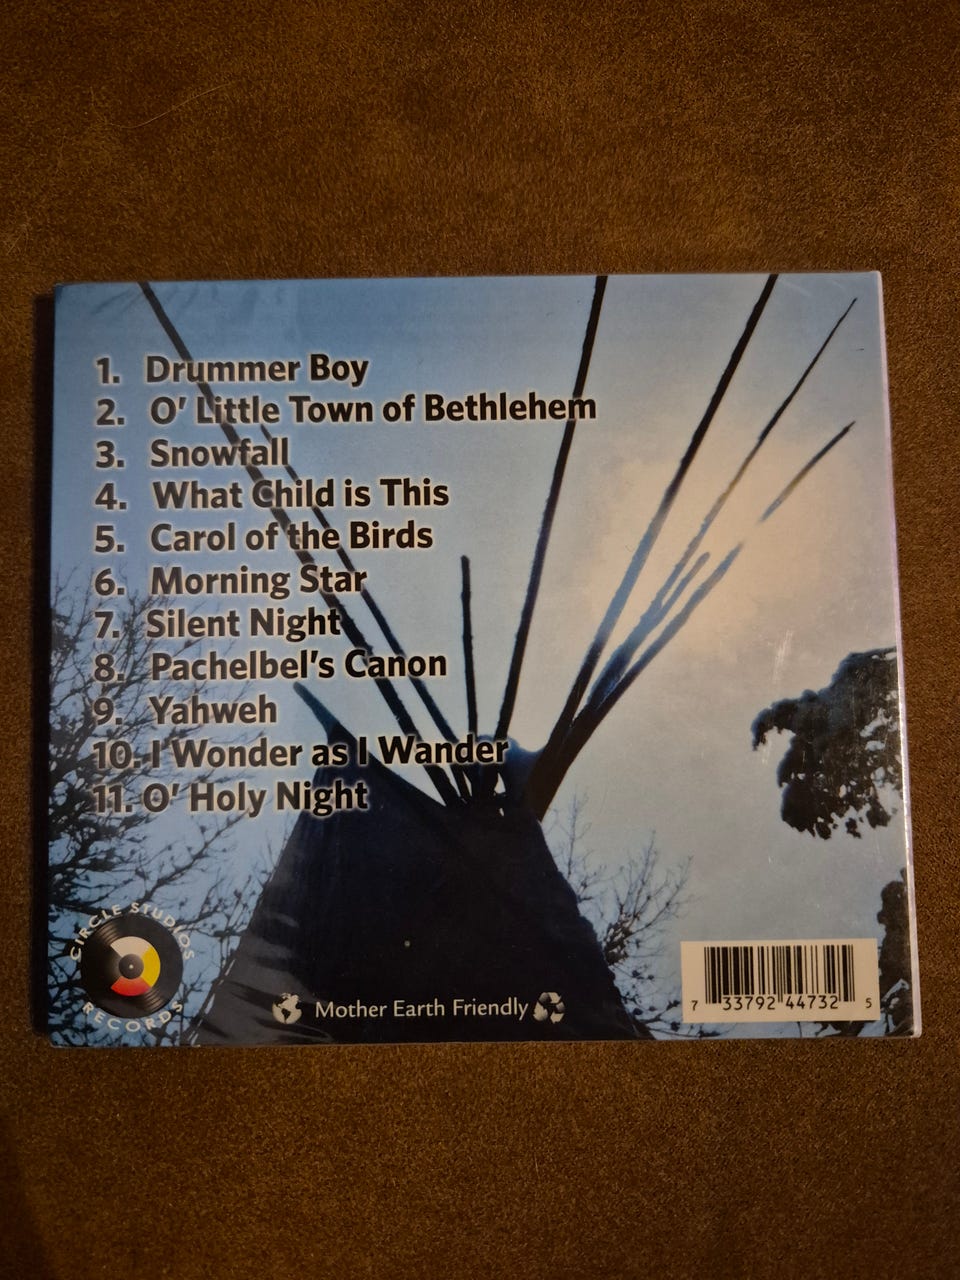 1. Drummer Boy
2. O' Little Town of Bethlehem
3. Snowfall
4. What Child is This
5. Carol of the Birds
6. Morning Star
7. Silent Night
8. Pachelbel's Canon
9. Yahweh
10. I Wonder as I Wander
11. O' Holy Night
CIRCLE STUDIOS
RECORDS
Mother Earth Friendly
7 33792 44732 5